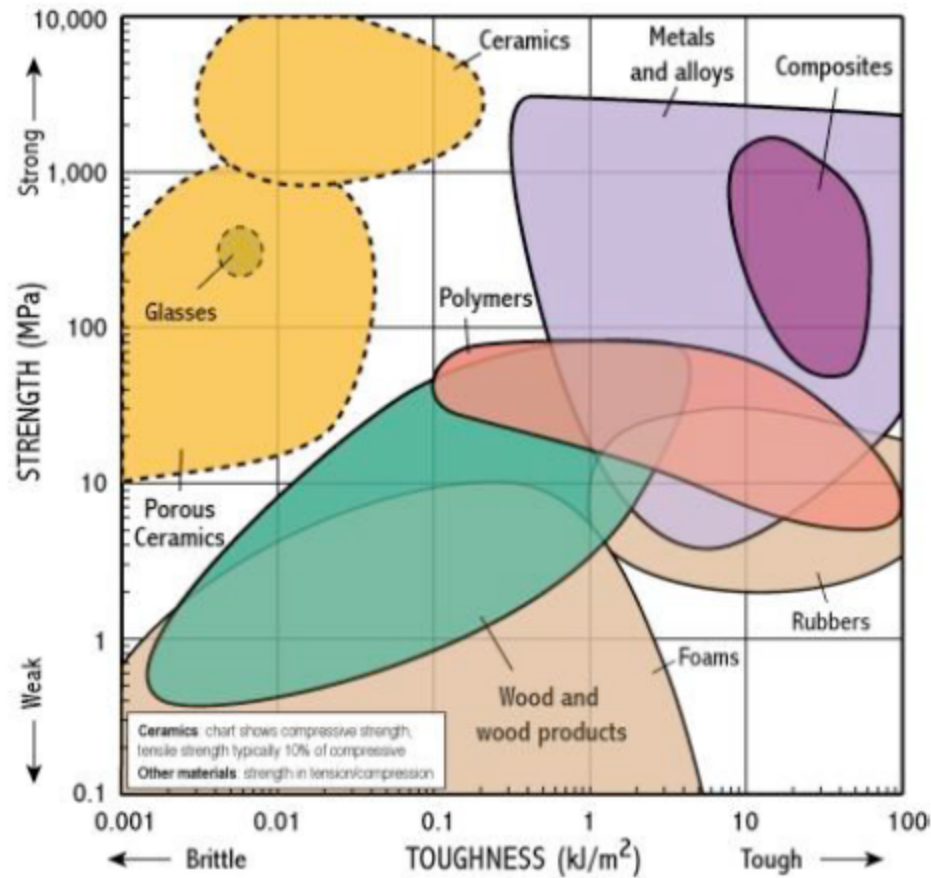 10,000
Ceramics
Metals
and alloys
Composites
Strong
1,000
Glasses
Polymers
STRENGTH (MPa)
100
10
Porous
Ceramics
Rubbers
1
Foams
Weak
Wood and
wood products
Ceramics chart shows compressive strength,
tensile strength typically 10% of compressive
Other materials strength in tension/compression
0.1
0.001
0.01
0.1
1
10
100
Brittle
TOUGHNESS (kJ/m²)
Tough